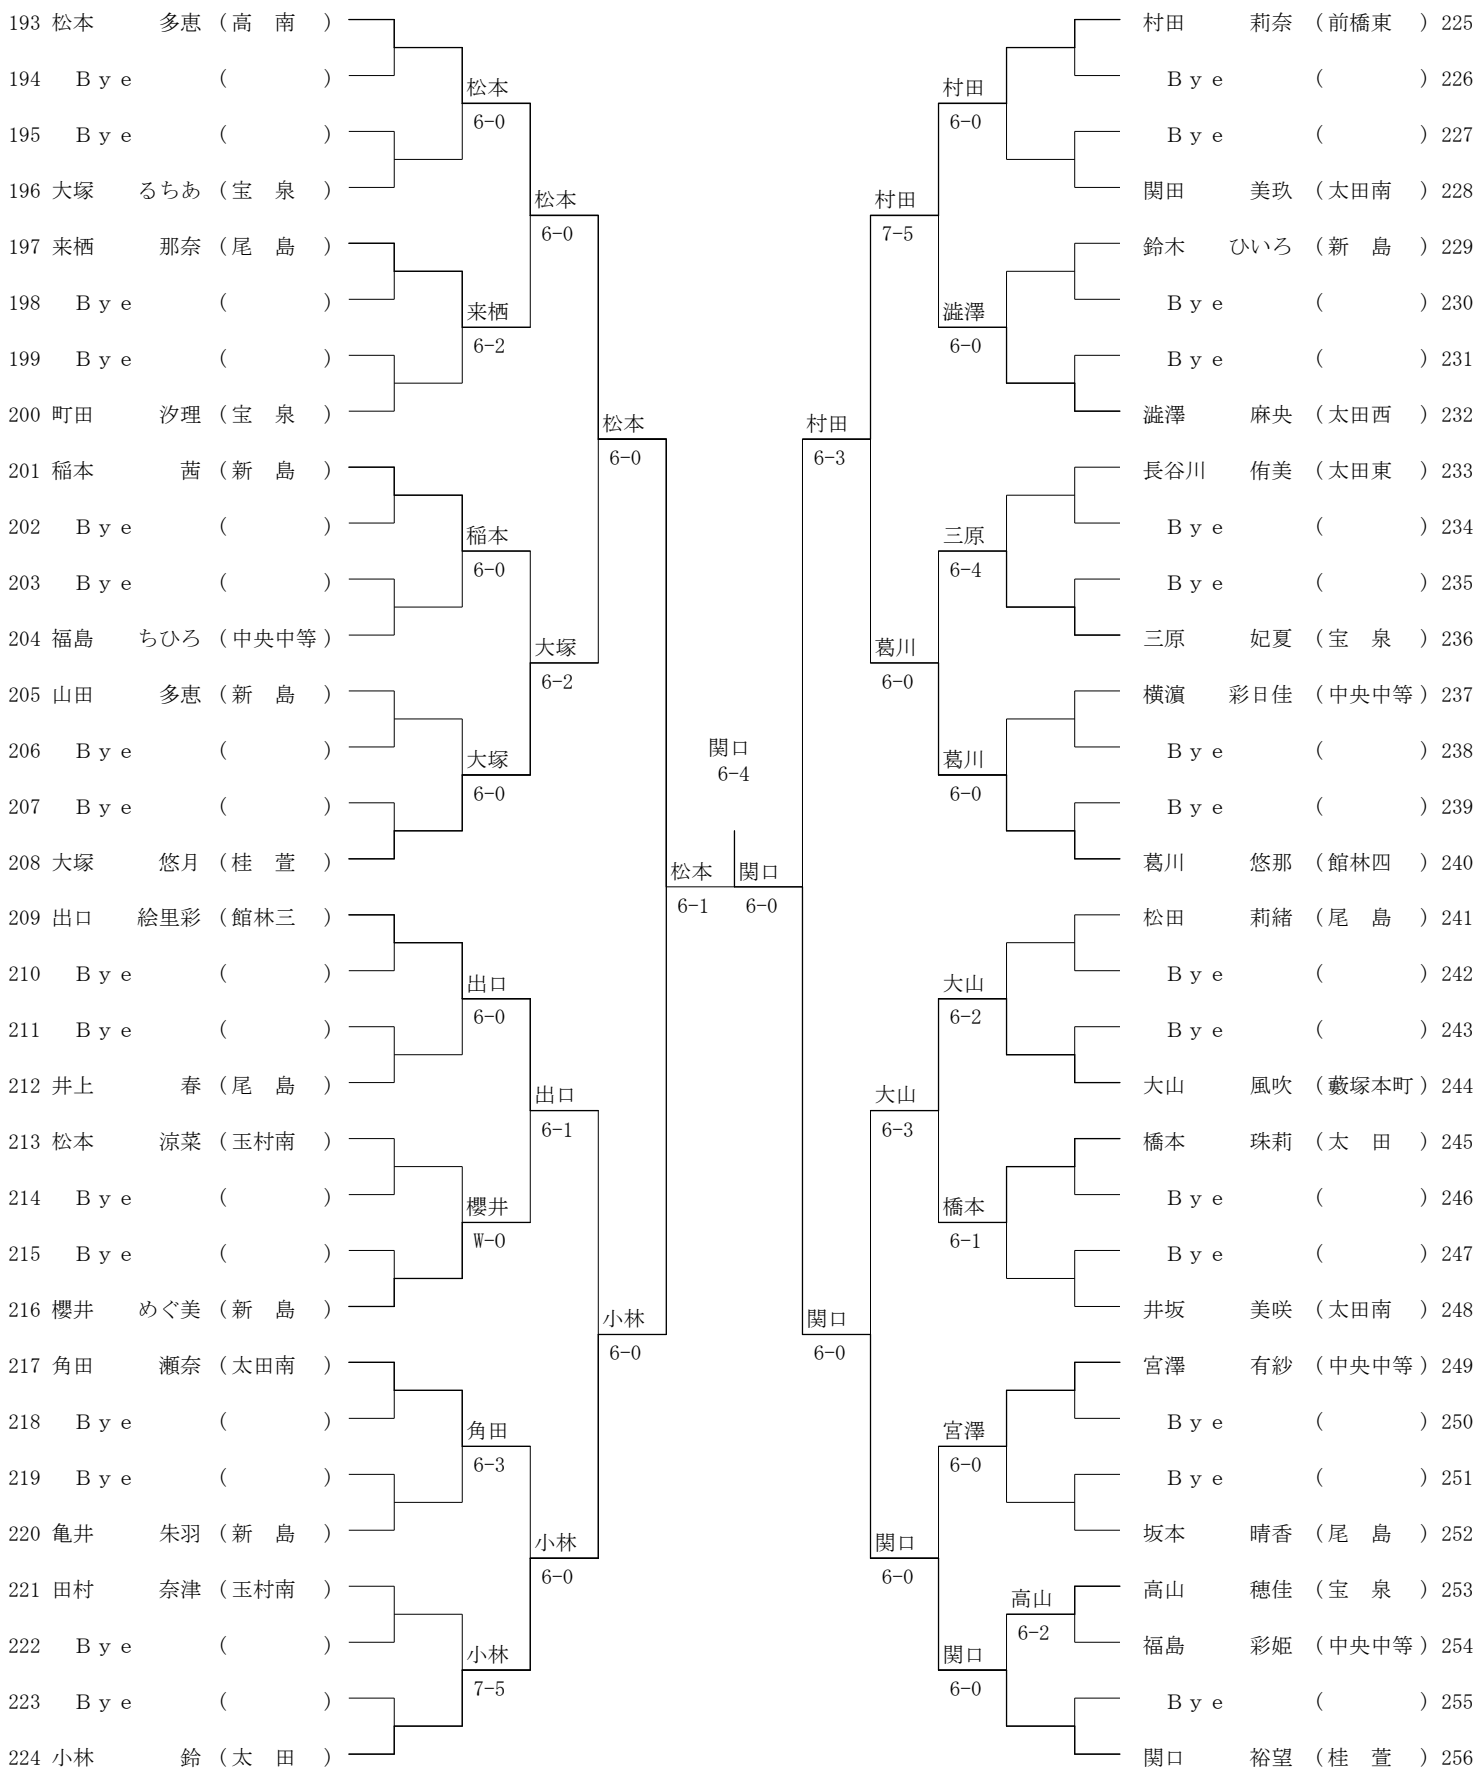 193 松本 多恵 (高 南 )
194 Bye ( )
松本
195 Bye ( )
6-0
196 大塚 るちあ (宝 泉 )
松本
197 来栖 那奈 (尾 島 )
6-0
198 Bye ( )
来栖
199 Bye ( )
6-2
200 町田 汐理 (宝 泉 )
松本
201 稲本 茜 (新 島 )
6-0
202 Bye ( )
稲本
203 Bye ( )
6-0
204 福島 ちひろ (中央中等 )
大塚
205 山田 多恵 (新 島 )
6-2
206 Bye ( )
大塚
207 Bye ( )
6-0
208 大塚 悠月 (桂 萱 )
松本
209 出口 絵里彩 (館林三 )
6-1
210 Bye ( )
出口
211 Bye ( )
6-0
212 井上 春 (尾 島 )
出口
213 松本 涼菜 (玉村南 )
6-1
214 Bye ( )
櫻井
215 Bye ( )
W-0
216 櫻井 めぐ美 (新 島 )
小林
217 角田 瀬奈 (太田南 )
6-0
218 Bye ( )
角田
219 Bye ( )
6-3
220 亀井 朱羽 (新 島 )
小林
221 田村 奈津 (玉村南 )
6-0
222 Bye ( )
小林
223 Bye ( )
7-5
224 小林 鈴 (太 田 )
関口
6-4
村田 莉奈 (前橋東 ) 225
Bye ( ) 226
村田
Bye ( ) 227
6-0
関田 美玖 (太田南 ) 228
村田
鈴木 ひいろ (新 島 ) 229
7-5
Bye ( ) 230
澁澤
Bye ( ) 231
6-0
澁澤 麻央 (太田西 ) 232
村田
長谷川 侑美 (太田東 ) 233
6-3
Bye ( ) 234
三原
Bye ( ) 235
6-4
三原 妃夏 (宝 泉 ) 236
葛川
横濵 彩日佳 (中央中等 ) 237
6-0
Bye ( ) 238
葛川
Bye ( ) 239
6-0
葛川 悠那 (館林四 ) 240
関口
松田 莉緒 (尾 島 ) 241
6-0
Bye ( ) 242
大山
Bye ( ) 243
6-2
大山 風吹 (藪塚本町 ) 244
大山
橋本 珠莉 (太 田 ) 245
6-3
Bye ( ) 246
橋本
Bye ( ) 247
6-1
井坂 美咲 (太田南 ) 248
関口
宮澤 有紗 (中央中等 ) 249
6-0
Bye ( ) 250
宮澤
Bye ( ) 251
6-0
坂本 晴香 (尾 島 ) 252
関口
高山 穂佳 (宝 泉 ) 253
6-0
高山
6-2
福島 彩姫 (中央中等 ) 254
関口
Bye ( ) 255
6-0
関口 裕望 (桂 萱 ) 256